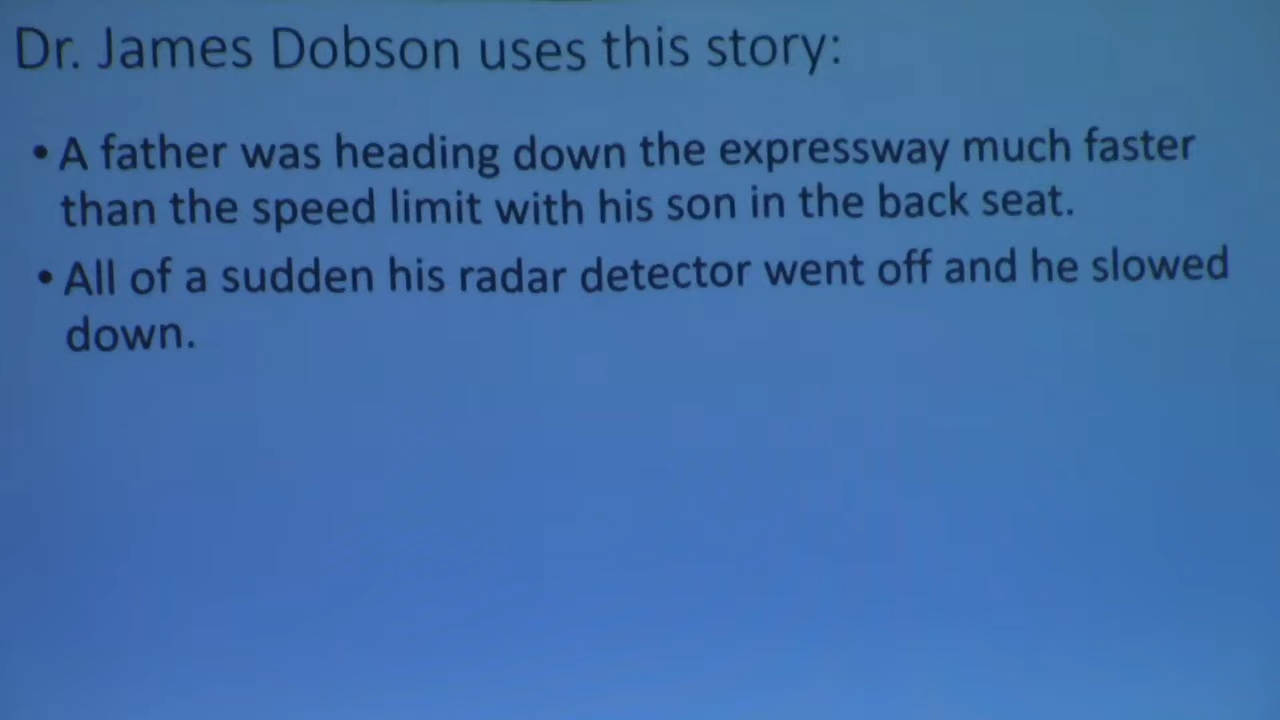 Dr. James Dobson uses this story:
• A father was heading down the expressway much faster
than the speed limit with his son in the back seat.
• All of a sudden his radar detector went off and he slowed
down.